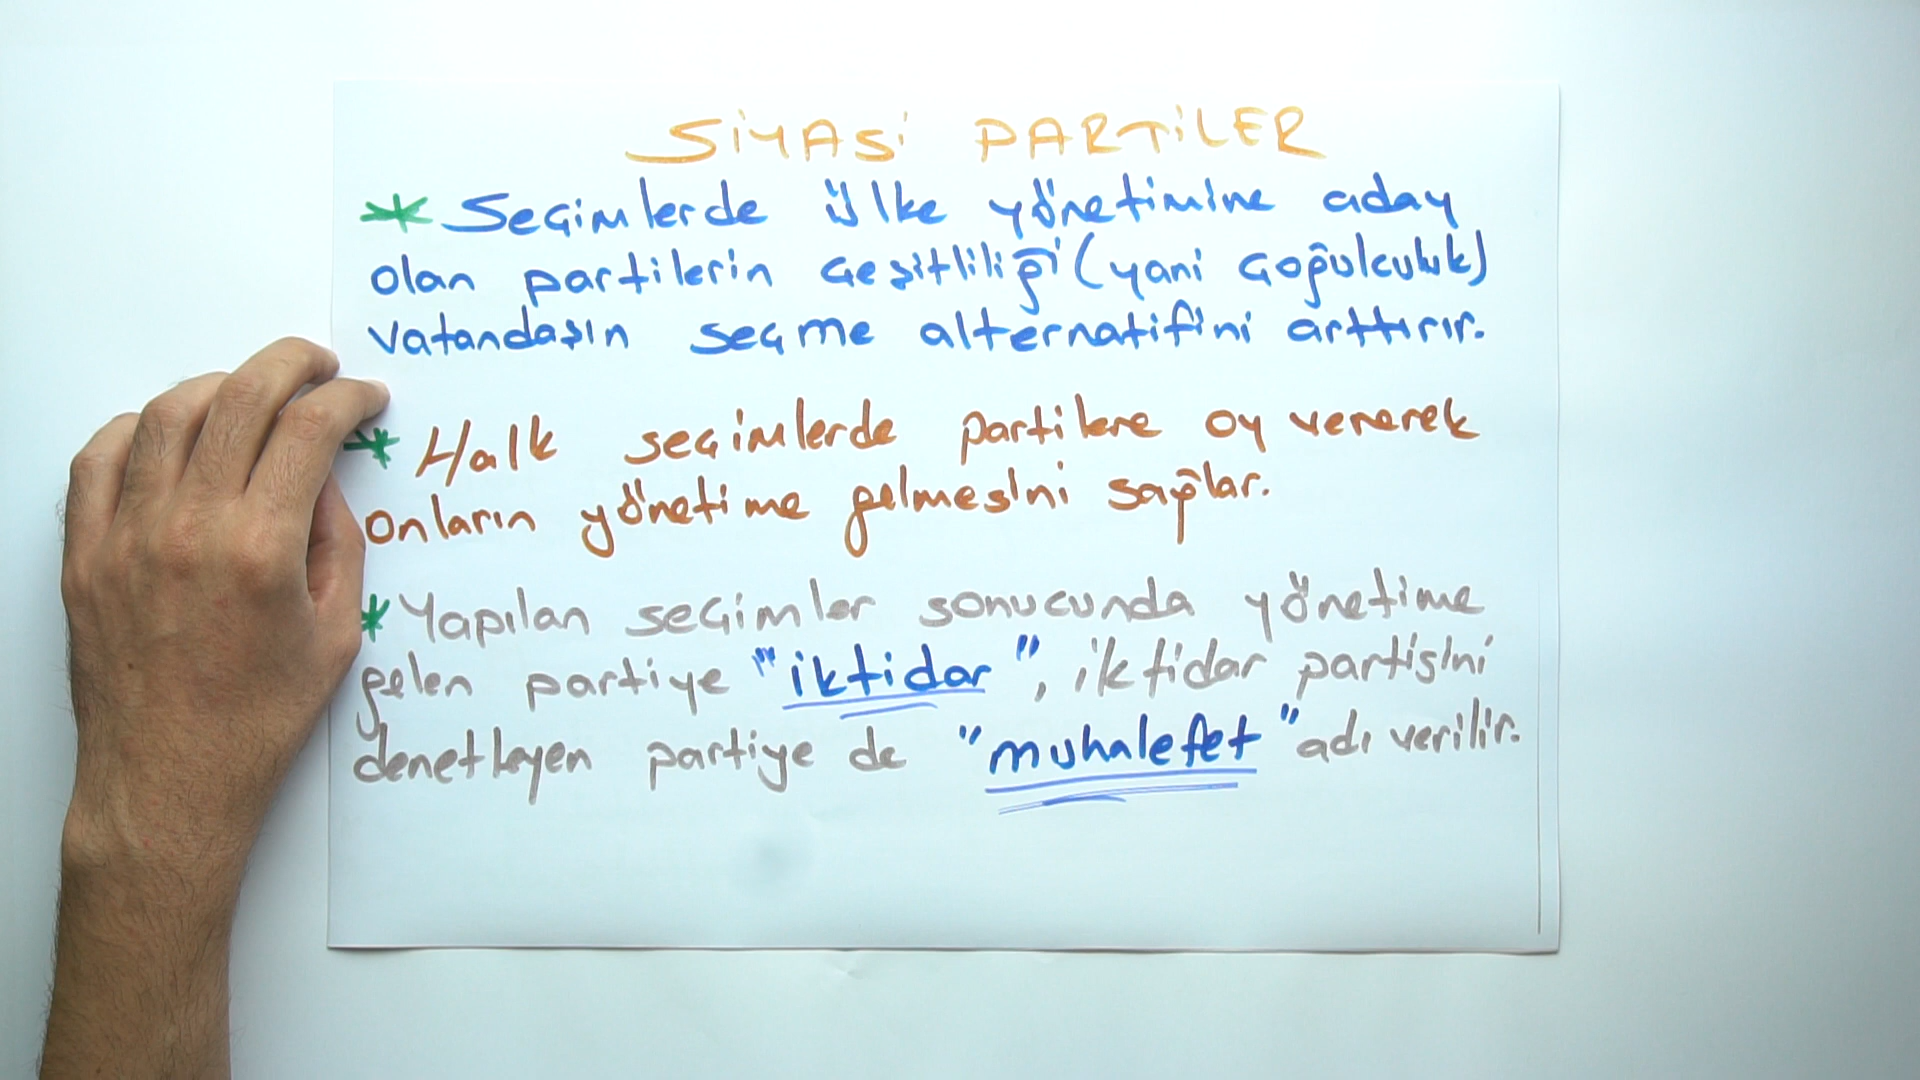 SİYASİ PARTİLER
* Seçimlerde ülke yönetimine aday
olan partilerin çeşitliliği (yani çoğulculuk)
vatandaşın seçme alternatifini arttırır.
* Halk seçimlerde partilere oy vererek
onların yönetime gelmesini sağlar.
* Yapılan seçimler sonucunda yönetime
gelen partiye "iktidar", iktidar partisini
denetleyen partiye de "muhalefet" adı verilir.